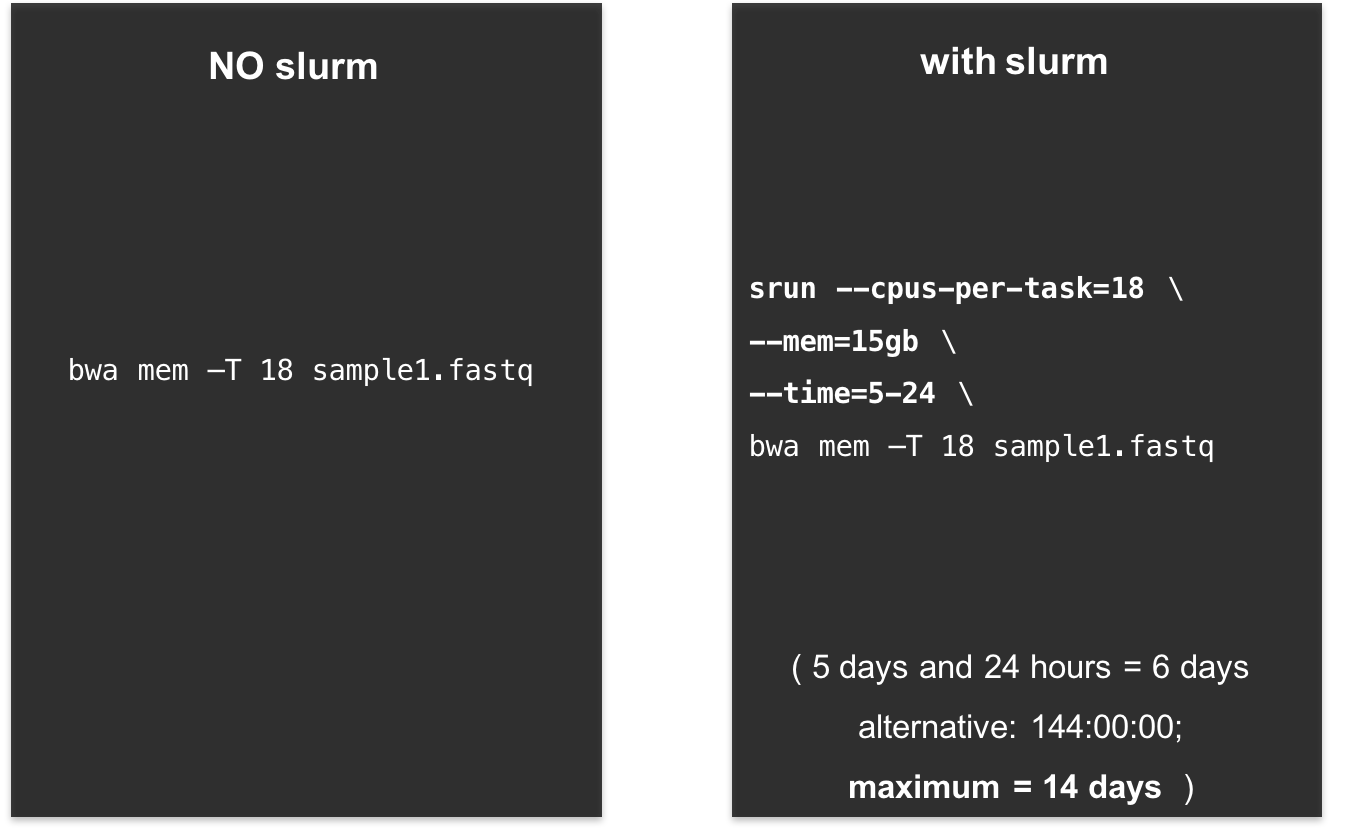 NO slurm
bwa mem –T 18 sample1.fastq
with slurm
srun --cpus-per-task=18 \
--mem=15gb \
--time=5-24 \
bwa mem –T 18 sample1.fastq
( 5 days and 24 hours = 6 days
alternative: 144:00:00;
maximum = 14 days )